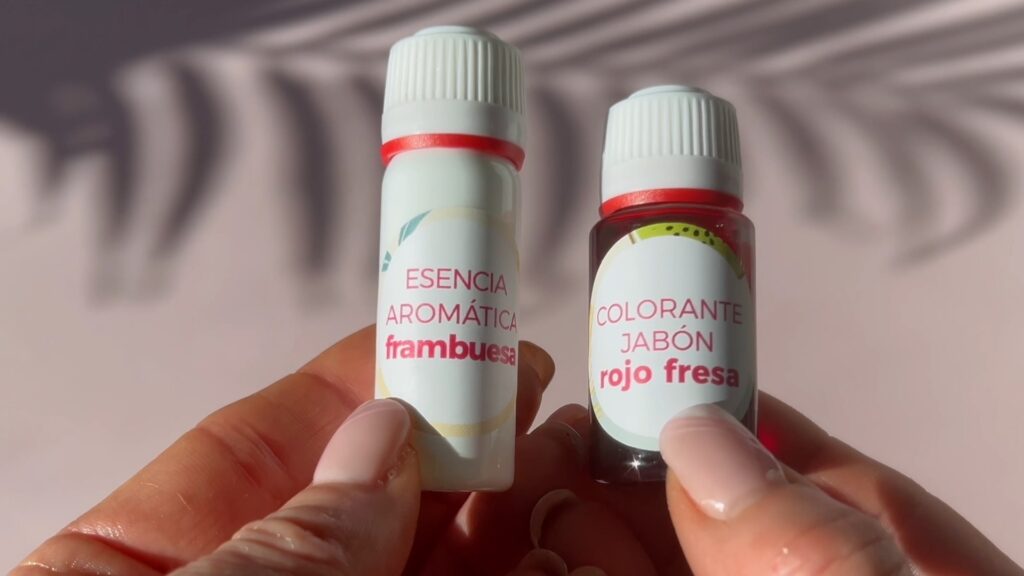 ESENCIA
AROMÁTICA
frambuesa
COLORANTE
JABÓN
rojo fresa